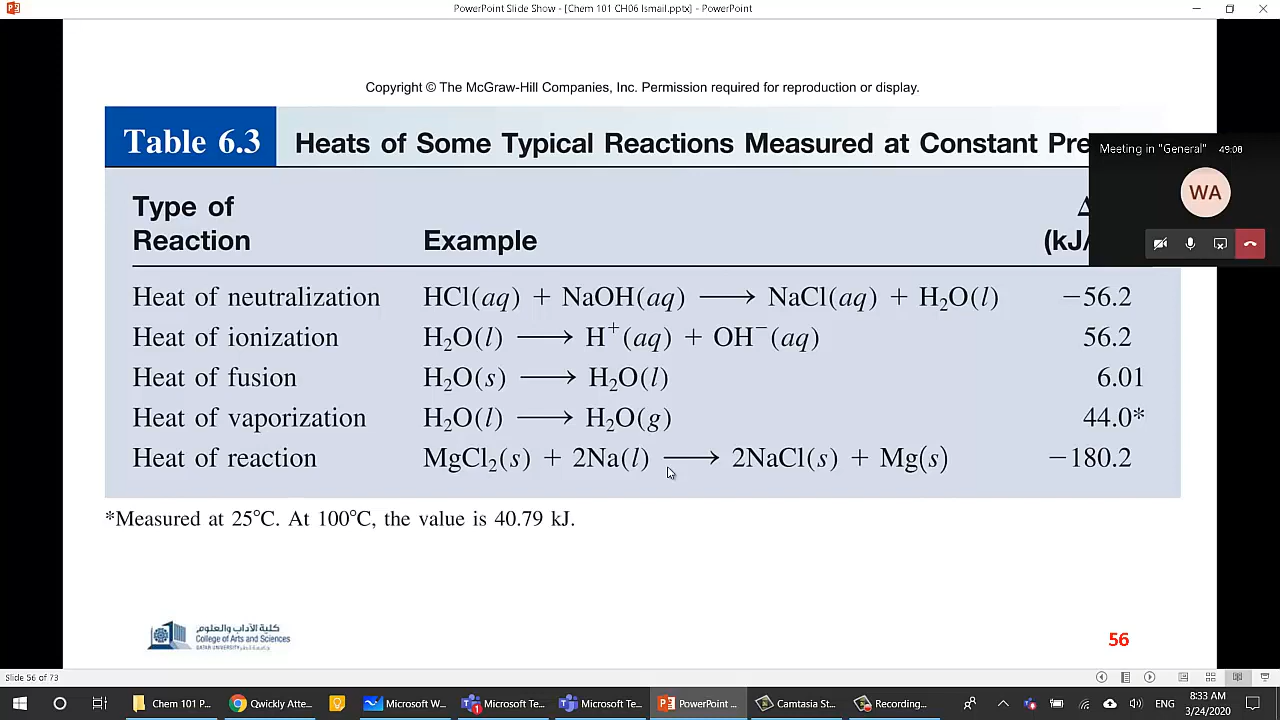 PowerPoint Slide Show - [Chem 101 CH06 Ismail.pptx] - PowerPoint
Copyright © The McGraw-Hill Companies, Inc. Permission required for reproduction or display.
Table 6.3 Heats of Some Typical Reactions Measured at Constant Pre
Meeting in "General" 49:08
WA
Type of
Reaction Example (kJ/
Heat of neutralization HCl(aq) + NaOH(aq) ⟶ NaCl(aq) + H₂O(l) −56.2
Heat of ionization H₂O(l) ⟶ H⁺(aq) + OH⁻(aq) 56.2
Heat of fusion H₂O(s) ⟶ H₂O(l) 6.01
Heat of vaporization H₂O(l) ⟶ H₂O(g) 44.0*
Heat of reaction MgCl₂(s) + 2Na(l) ⟶ 2NaCl(s) + Mg(s) −180.2
*Measured at 25°C. At 100°C, the value is 40.79 kJ.
كلية الآداب والعلوم
College of Arts and Sciences
QATAR UNIVERSITY
56
Slide 56 of 73
Chem 101 P... Qwickly Atte... Microsoft W... Microsoft Te... Microsoft Te... PowerPoint ... Camtasia St... Recording... ENG
8:33 AM
3/24/2020